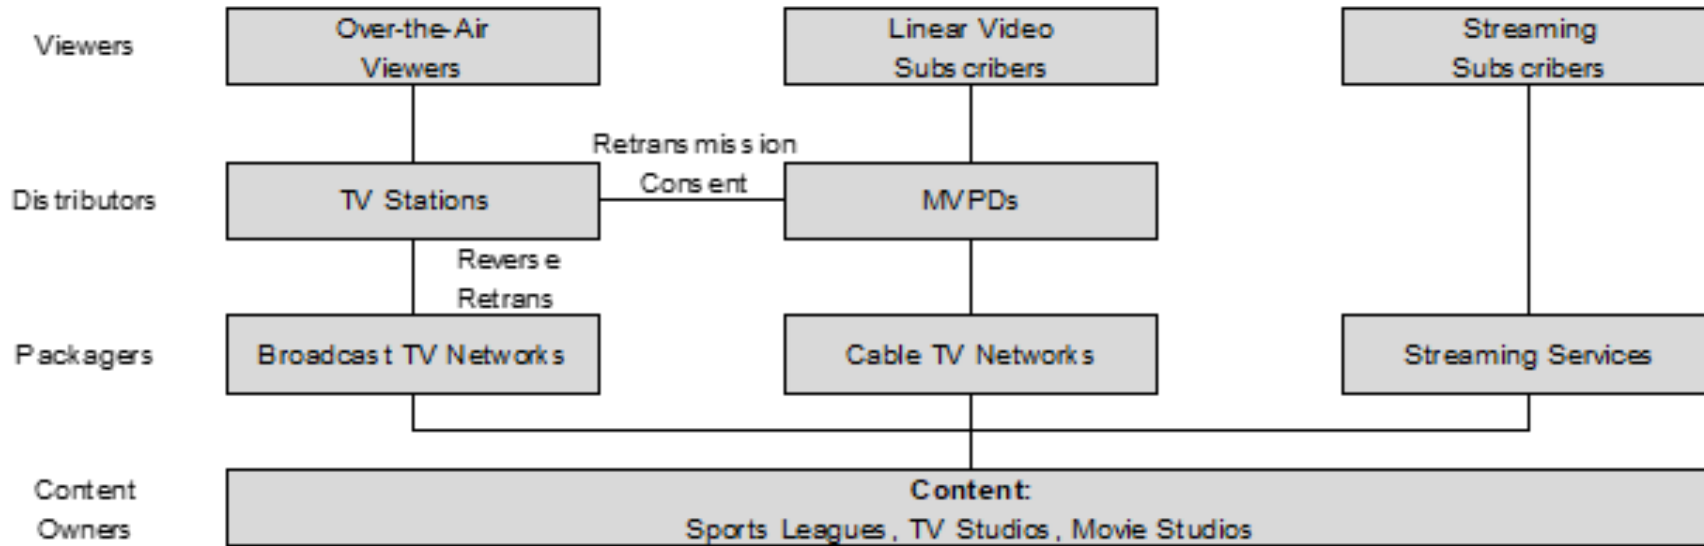 Viewers
Over-the-Air
Viewers
Linear Video
Subscribers
Streaming
Subscribers
Retransmission
Consent
Distributors
TV Stations
MVPDs
Reverse
Retrans
Packagers
Broadcast TV Networks
Cable TV Networks
Streaming Services
Content
Owners
Content:
Sports Leagues, TV Studios, Movie Studios